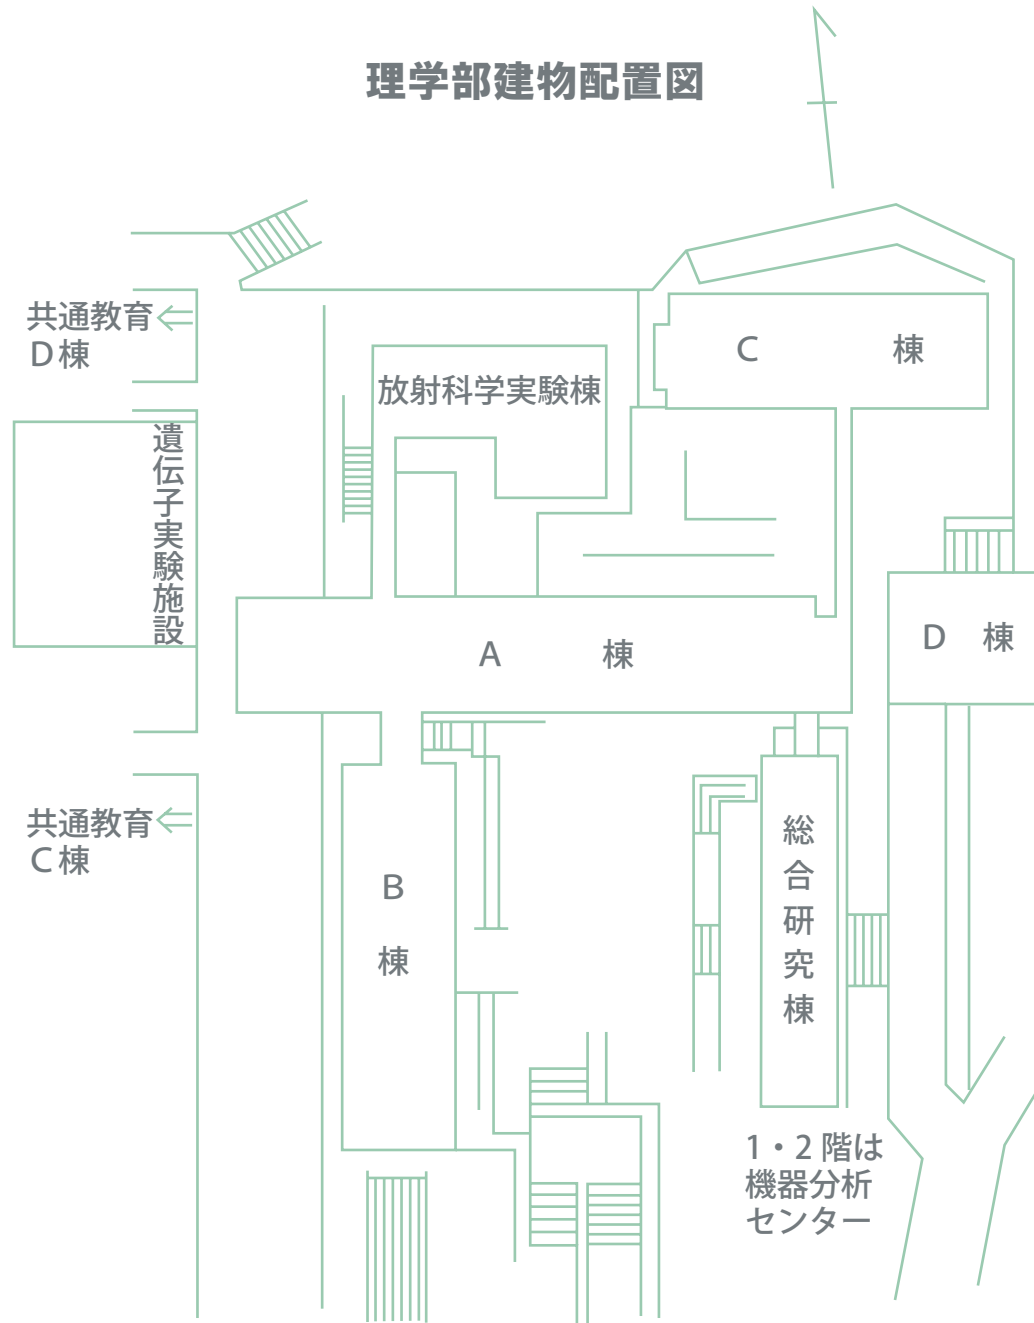 理学部建物配置図
共通教育
D棟
C 棟
放射科学実験棟
遺伝子実験施設
A 棟
D 棟
共通教育
C棟
B
棟
総合研究棟
1・2 階は
機器分析
センター